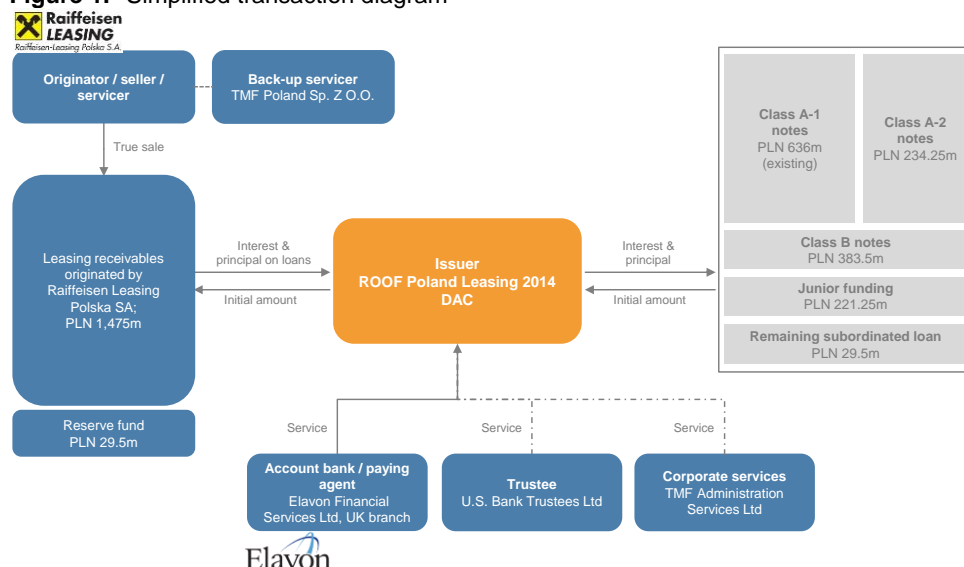 Figure 1. Simplified transaction diagram
Raiffeisen
LEASING
Raiffeisen-Leasing Polska S.A.
Originator / seller /
servicer
Back-up servicer
TMF Poland Sp. Z O.O.
True sale
Leasing receivables
originated by
Raiffeisen Leasing
Polska SA;
PLN 1,475m
Reserve fund
PLN 29.5m
Interest &
principal on loans
Initial amount
Issuer
ROOF Poland Leasing 2014
DAC
Interest &
principal
Initial amount
Class A-1
notes
PLN 636m
(existing)
Class A-2
notes
PLN 234.25m
Class B notes
PLN 383.5m
Junior funding
PLN 221.25m
Remaining subordinated loan
PLN 29.5m
Service
Service
Service
Account bank / paying
agent
Elavon Financial
Services Ltd, UK branch
Trustee
U.S. Bank Trustees Ltd
Corporate services
TMF Administration
Services Ltd
Elavon